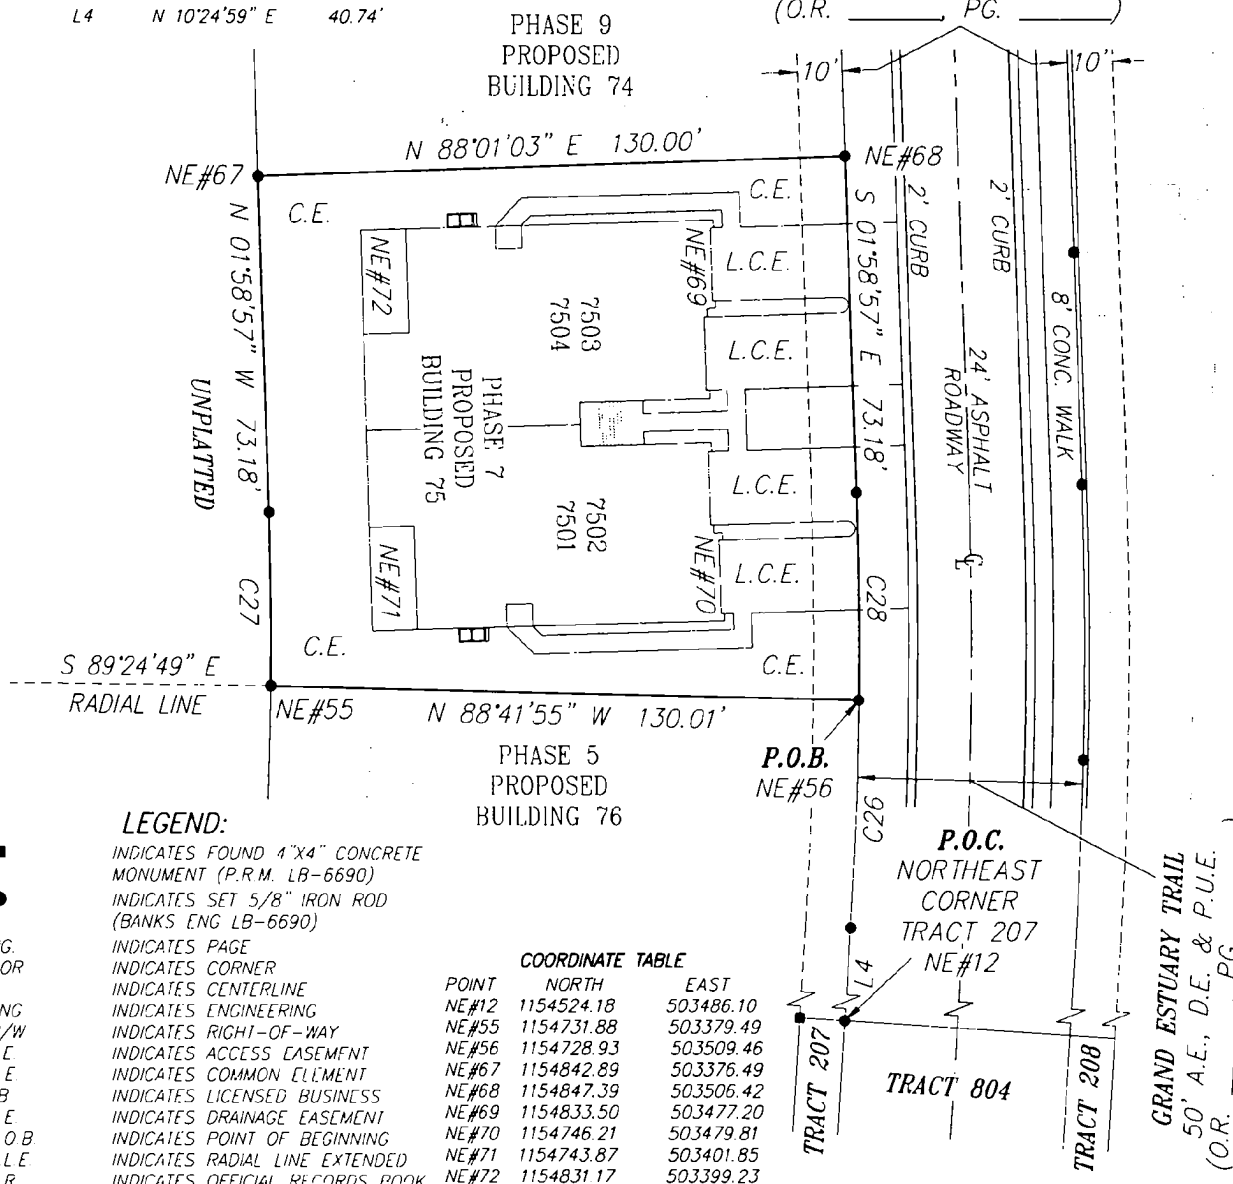 L4 N 10°24'59" E 40.74'
(O.R. ________, PG. ________)
PHASE 9
PROPOSED
BUILDING 74
10'
10'
N 88°01'03" E 130.00'
NE#67
NE#68
C.E.
C.E.
N 01°58'57" W 73.18'
S 01°58'57" E 73.18'
2' CURB
2' CURB
NE#72
NE#69
L.C.E.
7503
7504
8' CONC. WALK
L.C.E.
24' ASPHALT
ROADWAY
PHASE 7
PROPOSED
BUILDING 75
UNPLATTED
L.C.E.
7502
7501
NE#71
NE#70
L.C.E.
C27
C28
C.E.
C.E.
S 89°24'49" E
RADIAL LINE
NE#55
N 88°41'55" W 130.01'
PHASE 5
PROPOSED
BUILDING 76
P.O.B.
NE#56
C26
P.O.C.
NORTHEAST
CORNER
TRACT 207
NE#12
L4
GRAND ESTUARY TRAIL
50' A.E., D.E. & P.U.E.
(O.R. ________ PG. ________)
TRACT 207
TRACT 804
TRACT 208
LEGEND:
INDICATES FOUND 4"X4" CONCRETE
MONUMENT (P.R.M. LB-6690)
INDICATES SET 5/8" IRON ROD
(BANKS ENG LB-6690)
G. INDICATES PAGE
OR INDICATES CORNER
INDICATES CENTERLINE
NG INDICATES ENGINEERING
/W INDICATES RIGHT-OF-WAY
E. INDICATES ACCESS EASEMENT
E. INDICATES COMMON ELEMENT
B INDICATES LICENSED BUSINESS
E. INDICATES DRAINAGE EASEMENT
O.B. INDICATES POINT OF BEGINNING
L.E. INDICATES RADIAL LINE EXTENDED
R. INDICATES OFFICIAL RECORDS BOOK
COORDINATE TABLE
POINT NORTH EAST
NE#12 1154524.18 503486.10
NE#55 1154731.88 503379.49
NE#56 1154728.93 503509.46
NE#67 1154842.89 503376.49
NE#68 1154847.39 503506.42
NE#69 1154833.50 503477.20
NE#70 1154746.21 503479.81
NE#71 1154743.87 503401.85
NE#72 1154831.17 503399.23